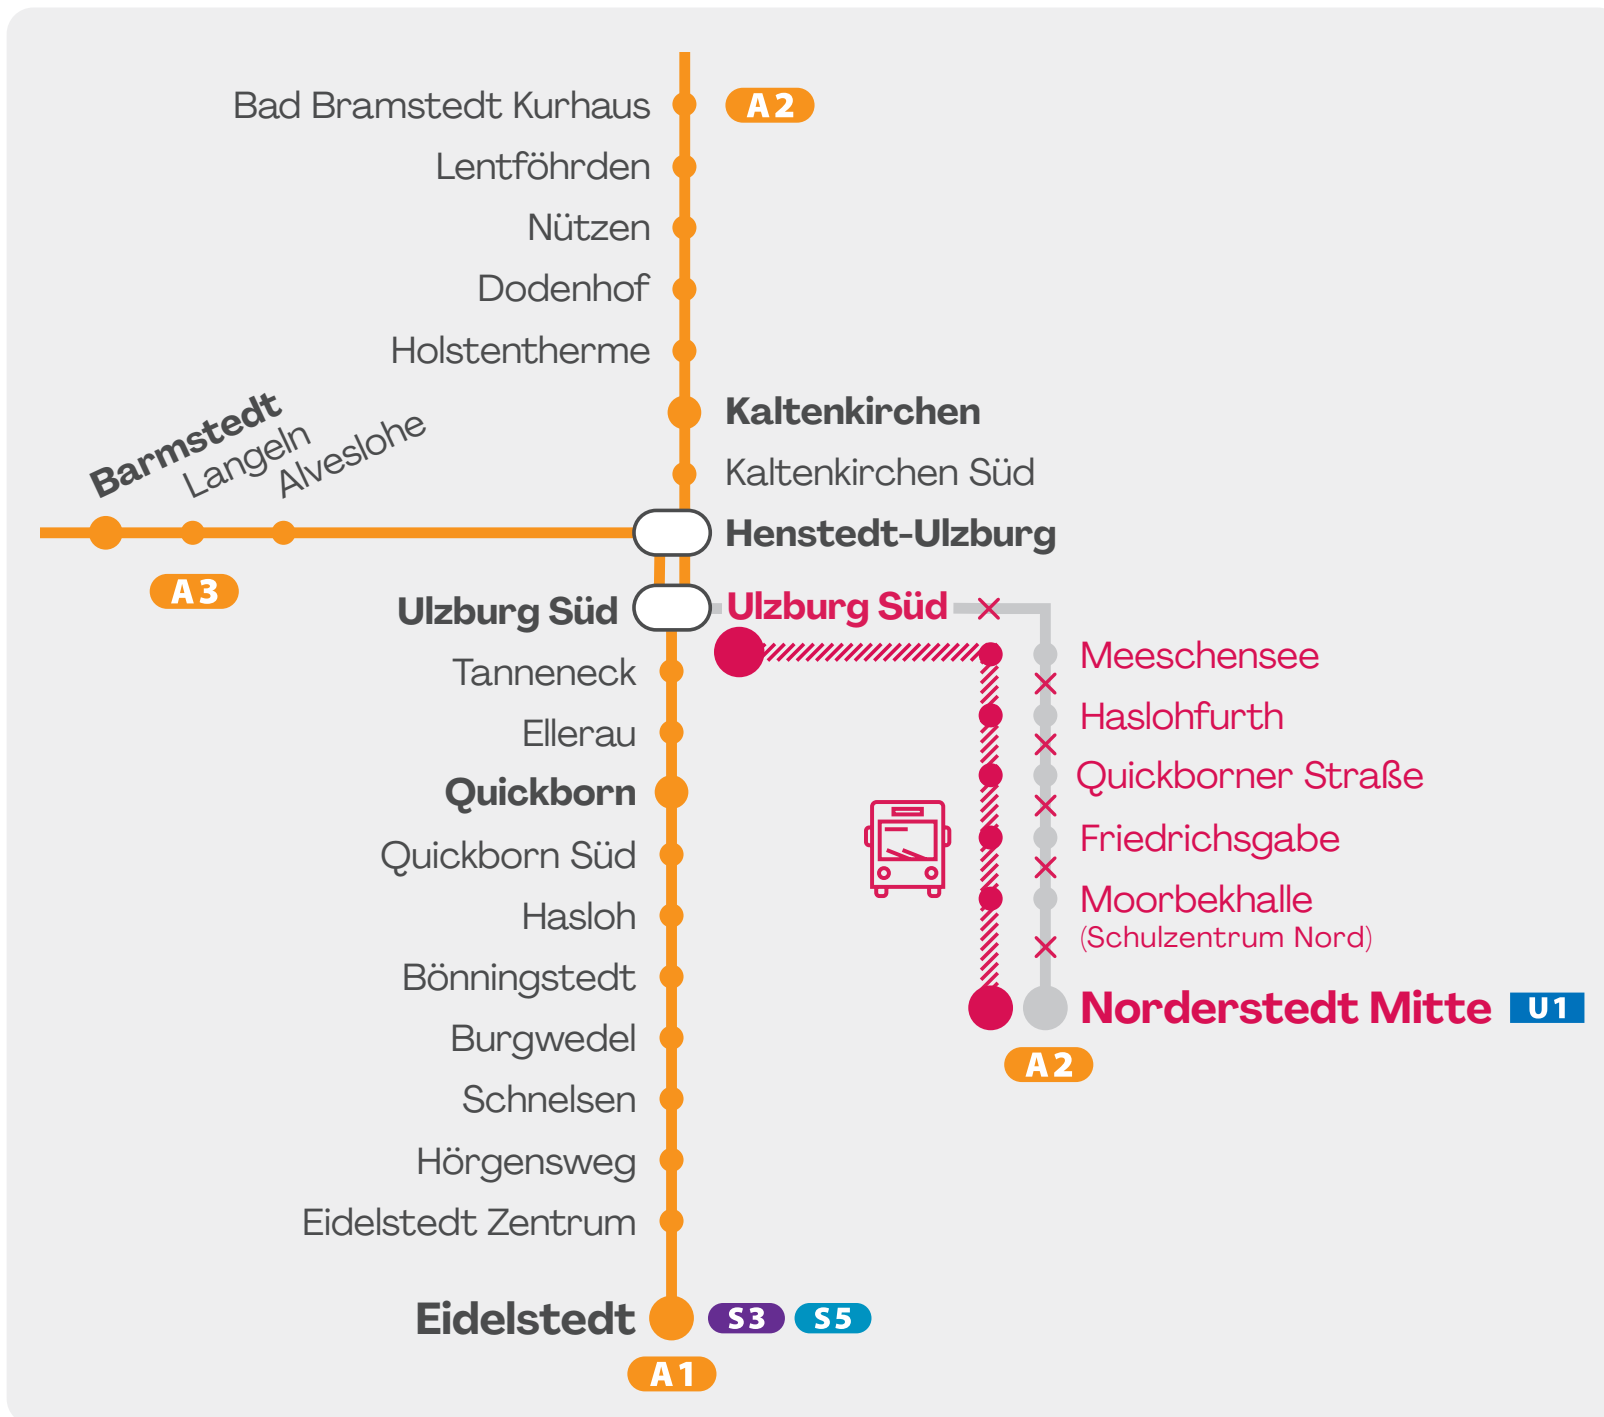 Bad Bramstedt Kurhaus
A2
Lentföhrden
Nützen
Dodenhof
Holstentherme
Kaltenkirchen
Kaltenkirchen Süd
Barmstedt
Langeln
Alveslohe
A3
Henstedt-Ulzburg
Ulzburg Süd
Ulzburg Süd
Tanneneck
Ellerau
Quickborn
Quickborn Süd
Hasloh
Bönningstedt
Burgwedel
Schnelsen
Hörgensweg
Eidelstedt Zentrum
Eidelstedt
S3
S5
A1
Meeschensee
Haslohfurth
Quickborner Straße
Friedrichsgabe
Moorbekhalle
(Schulzentrum Nord)
Norderstedt Mitte
U1
A2